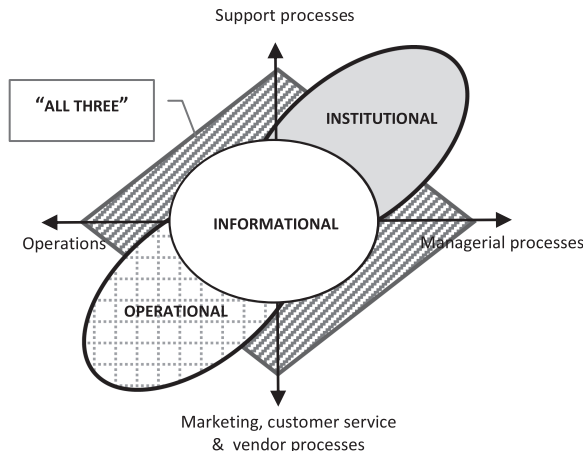 Support processes
“ALL THREE”
INSTITUTIONAL
INFORMATIONAL
Operations
Managerial processes
OPERATIONAL
Marketing, customer service
& vendor processes